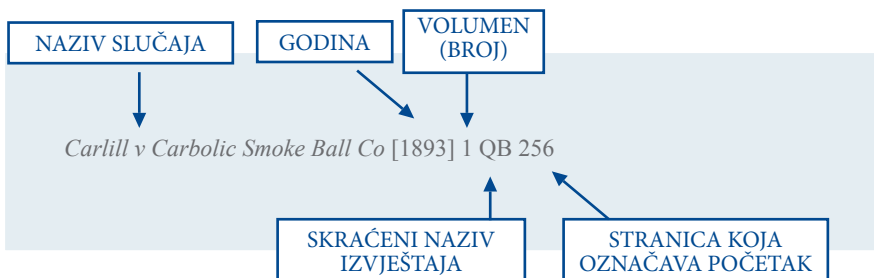 NAZIV SLUČAJA
GODINA
VOLUMEN
(BROJ)
Carlill v Carbolic Smoke Ball Co [1893] 1 QB 256
SKRAĆENI NAZIV
IZVJEŠTAJA
STRANICA KOJA
OZNAČAVA POČETAK